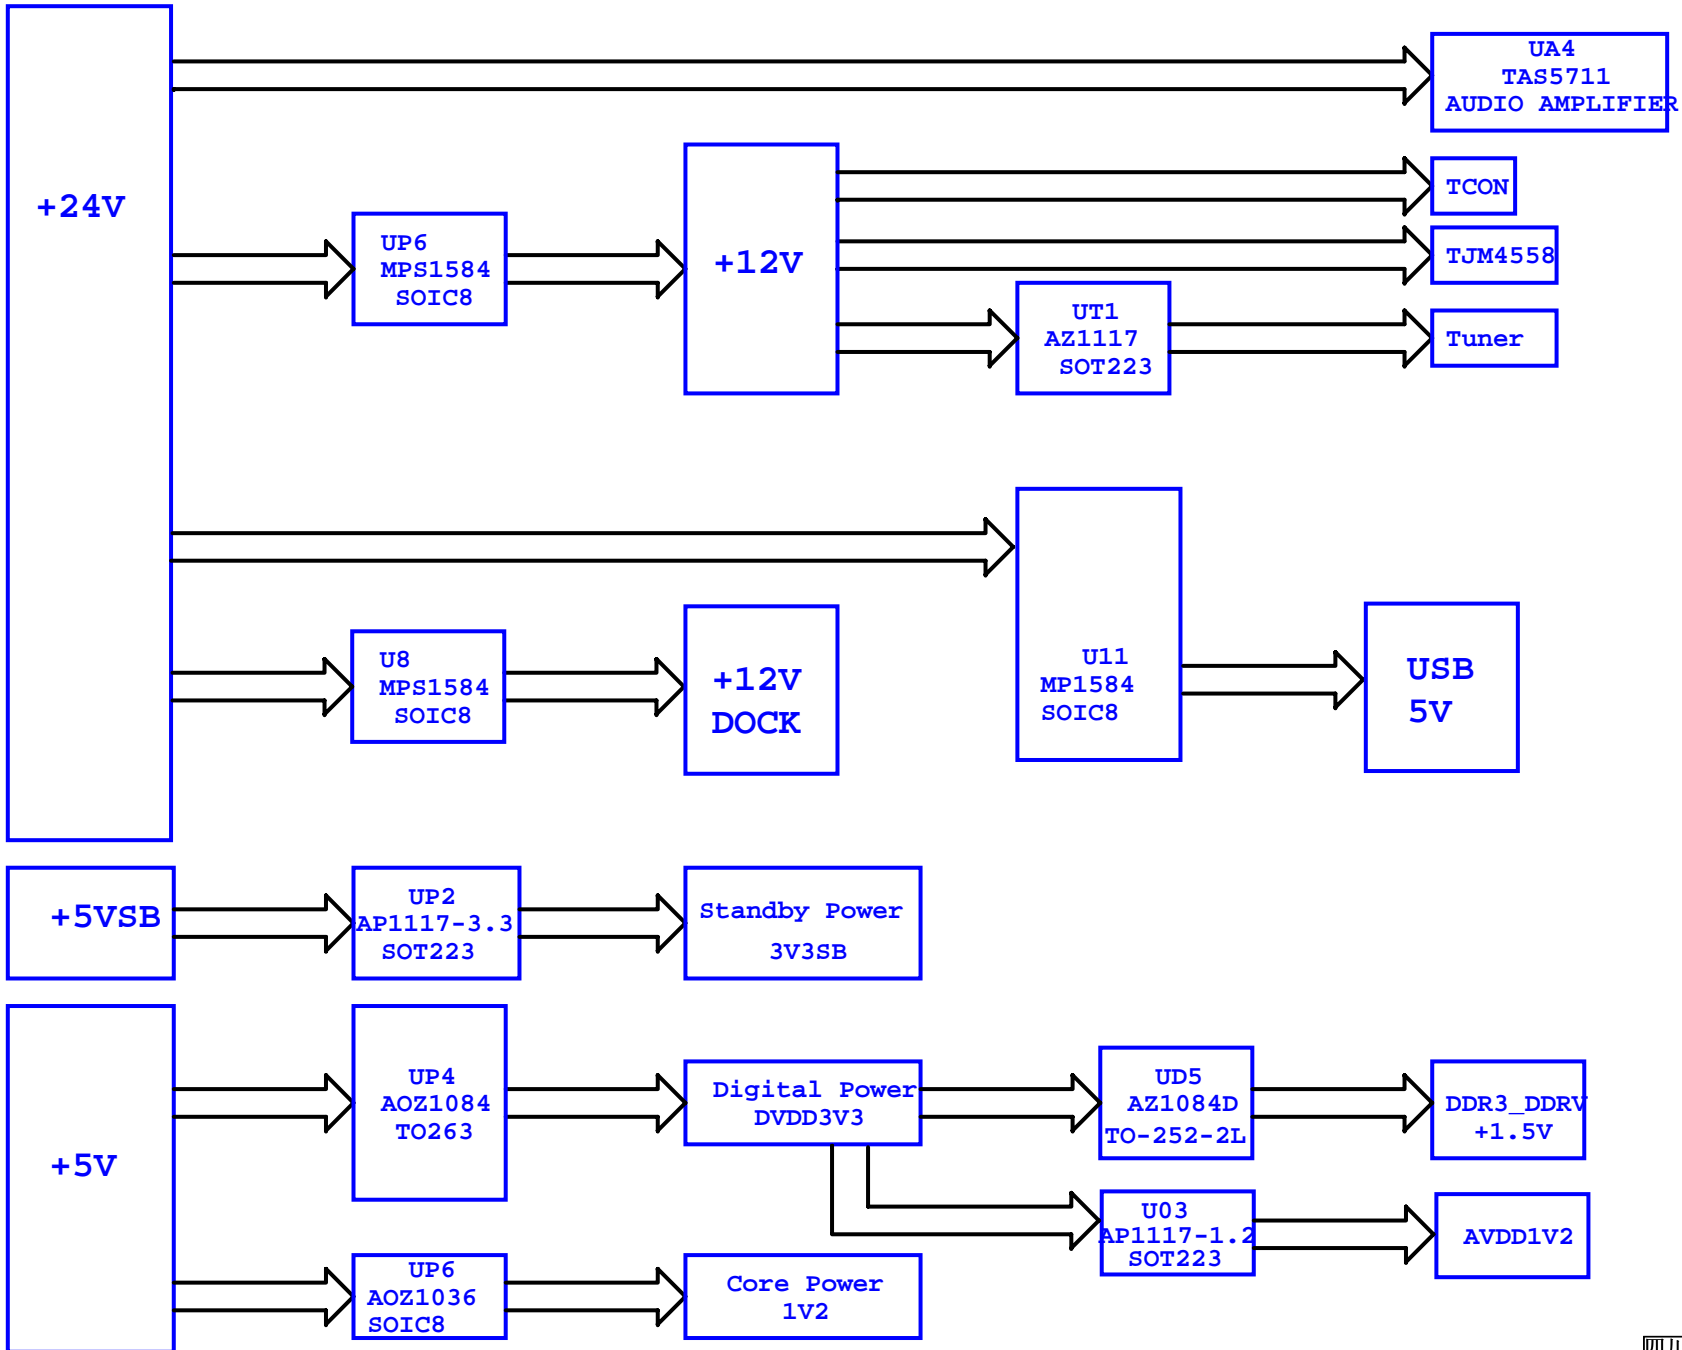 UA4
TAS5711
AUDIO AMPLIFIER
+24V
TCON
UP6
MPS1584
SOIC8
+12V
TJM4558
UT1
AZ1117
SOT223
Tuner
U8
MPS1584
SOIC8
+12V
DOCK
U11
MP1584
SOIC8
USB
5V
+5VSB
UP2
AP1117-3.3
SOT223
Standby Power
3V3SB
+5V
UP4
AOZ1084
TO263
Digital Power
DVDD3V3
UD5
AZ1084D
TO-252-2L
DDR3_DDRV
+1.5V
U03
AP1117-1.2
SOT223
AVDD1V2
UP6
AOZ1036
SOIC8
Core Power
1V2